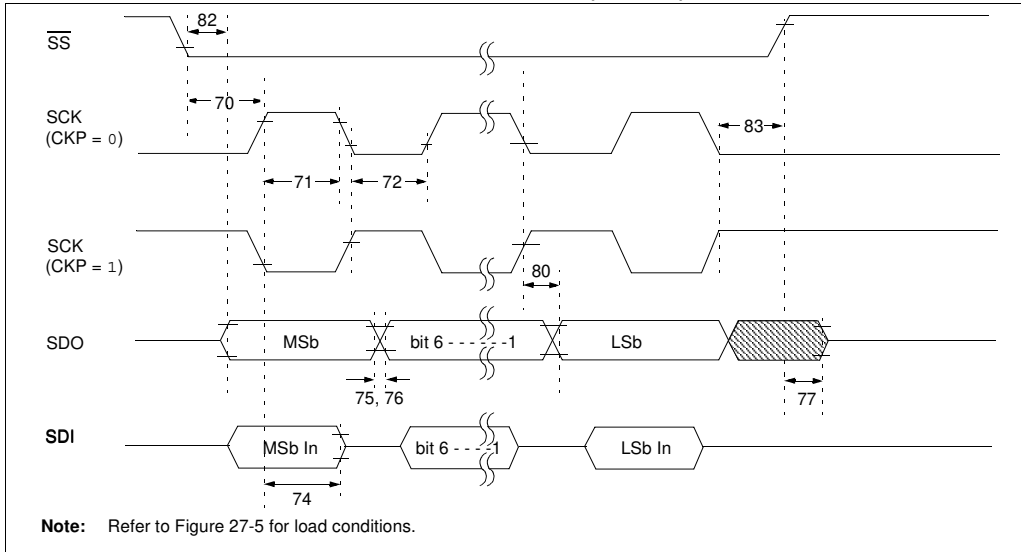 82
SS
70
SCK
(CKP = 0)
83
71
72
SCK
(CKP = 1)
80
SDO
MSb
bit 6 - - - - - -1
LSb
75, 76
77
SDI
MSb In
bit 6 - - - -1
LSb In
74
Note: Refer to Figure 27-5 for load conditions.